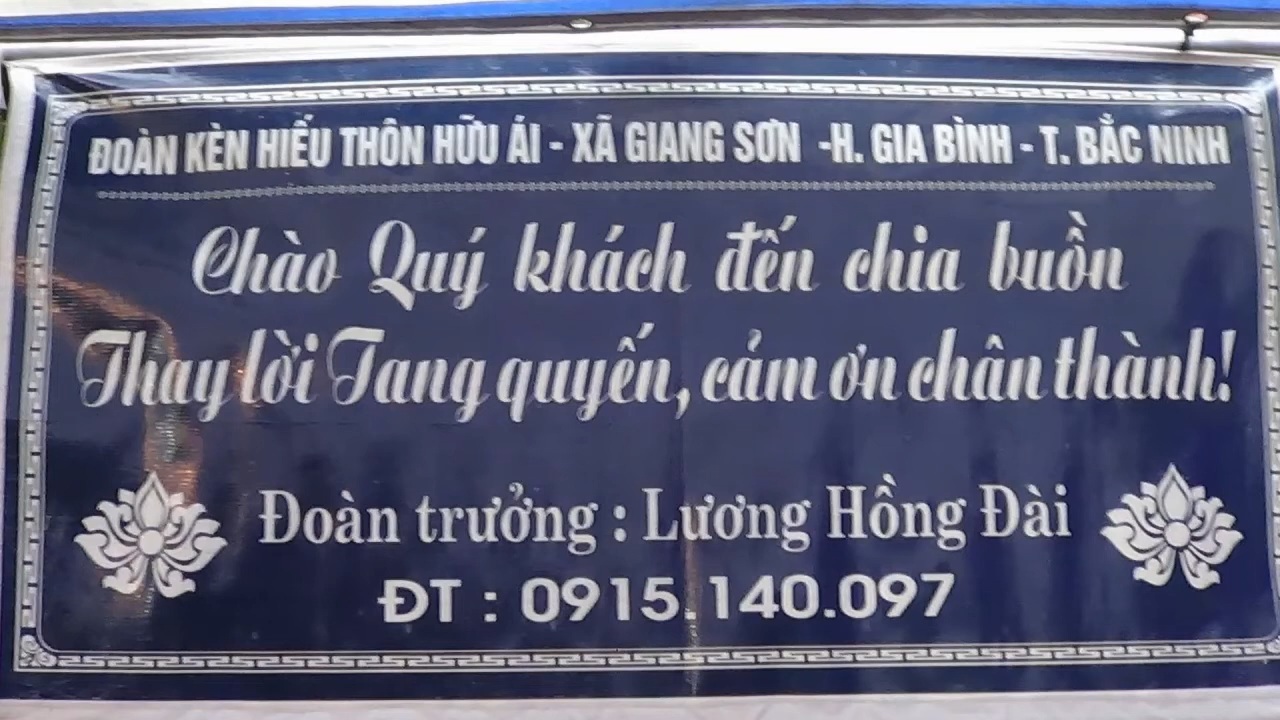 ĐOÀN KÈN HIẾU THÔN HỮU ÁI - XÃ GIANG SƠN -H. GIA BÌNH - T. BẮC NINH
Chào Quý khách đến chia buồn
Thay lời Tang quyến, cảm ơn chân thành!
Đoàn trưởng : Lương Hồng Đài
ĐT : 0915.140.097